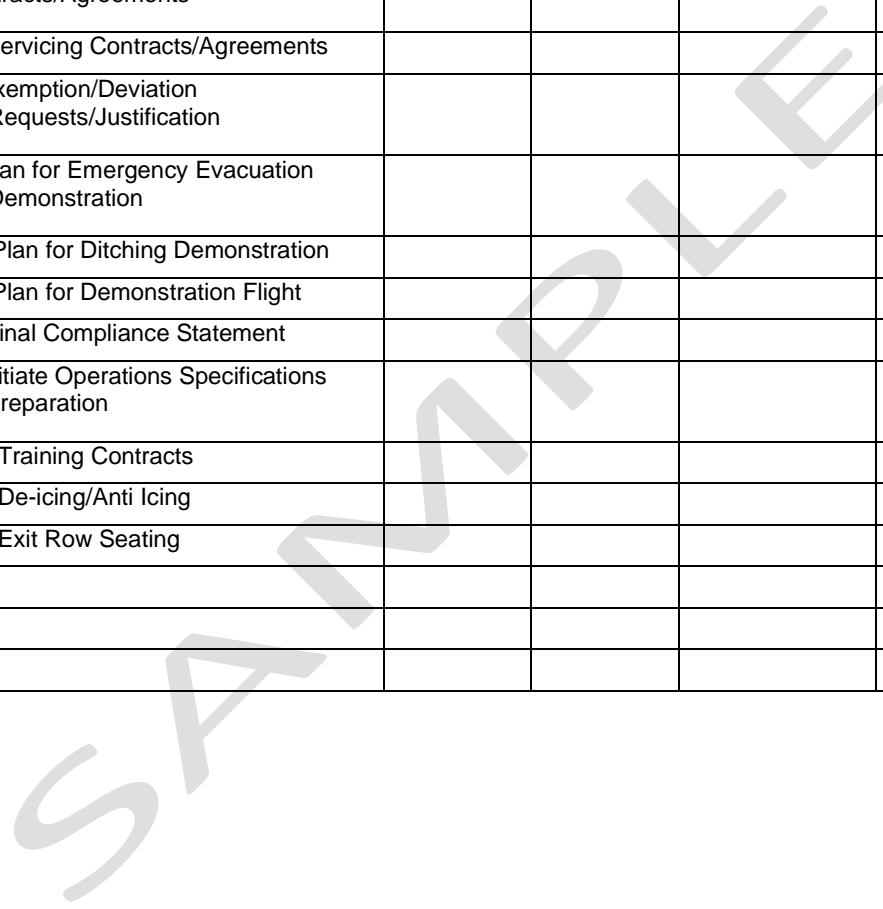 ervicing Contracts/Agreements
xemption/Deviation
Requests/Justification
an for Emergency Evacuation
Demonstration
Plan for Ditching Demonstration
Plan for Demonstration Flight
inal Compliance Statement
itiate Operations Specifications
reparation
Training Contracts
De-icing/Anti Icing
Exit Row Seating
SAMPLE